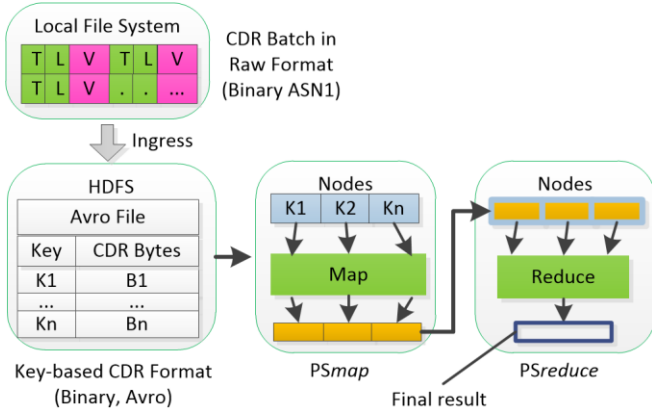 Local File System
T L V T L V
T L V . . ...
CDR Batch in
Raw Format
(Binary ASN1)
Ingress
HDFS
Avro File
Key CDR Bytes
K1 B1
... ...
Kn Bn
Key-based CDR Format
(Binary, Avro)
Nodes
K1 K2 Kn
Map
PSmap
Nodes
Reduce
PSreduce
Final result